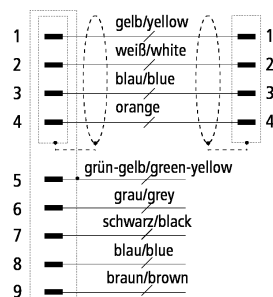 gelb/yellow
1 1
weiß/white
2 2
blau/blue
3 3
orange
4 4
grün-gelb/green-yellow
5
grau/grey
6
schwarz/black
7
blau/blue
8
braun/brown
9